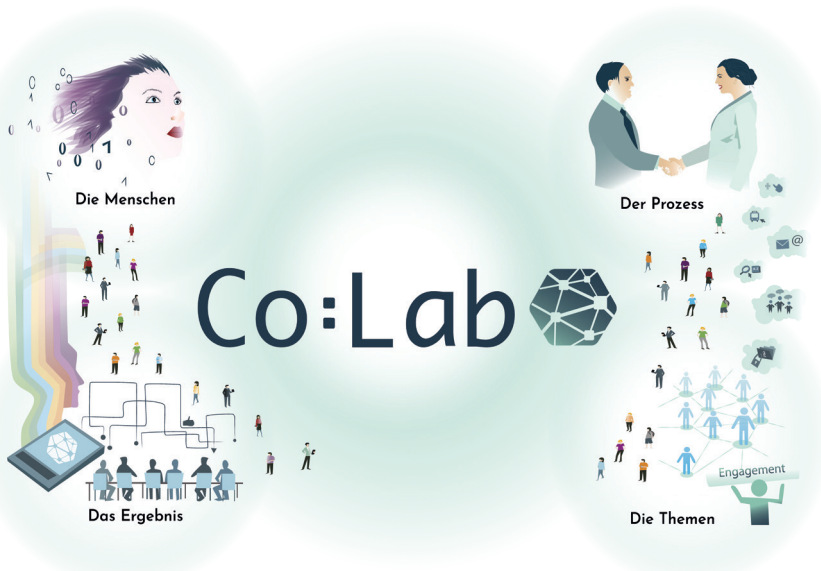 Die Menschen
Der Prozess
@
Co:Lab
Engagement
Das Ergebnis
Die Themen